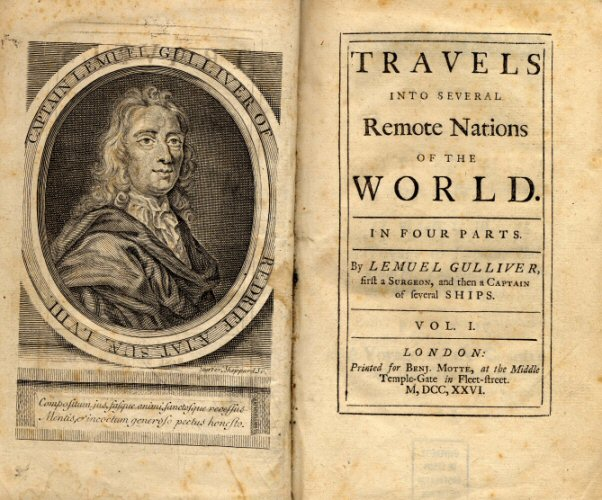 CAPTAIN LEMUEL GULLIVER OF
REDRIFF ÆTAT. SUÆ LVIII.
Sheppard Sc.
Compositum jus, fasque animi, sanctosque recessus
Mentis, et incoctum generoso pectus honesto.
TRAVELS
INTO SEVERAL
Remote Nations
OF THE
WORLD.
IN FOUR PARTS.
By LEMUEL GULLIVER,
first a SURGEON, and then a CAPTAIN
of several SHIPS.
VOL. I.
LONDON:
Printed for BENJ. MOTTE, at the Middle
Temple-Gate in Fleet-street.
M, DCC, XXVI.